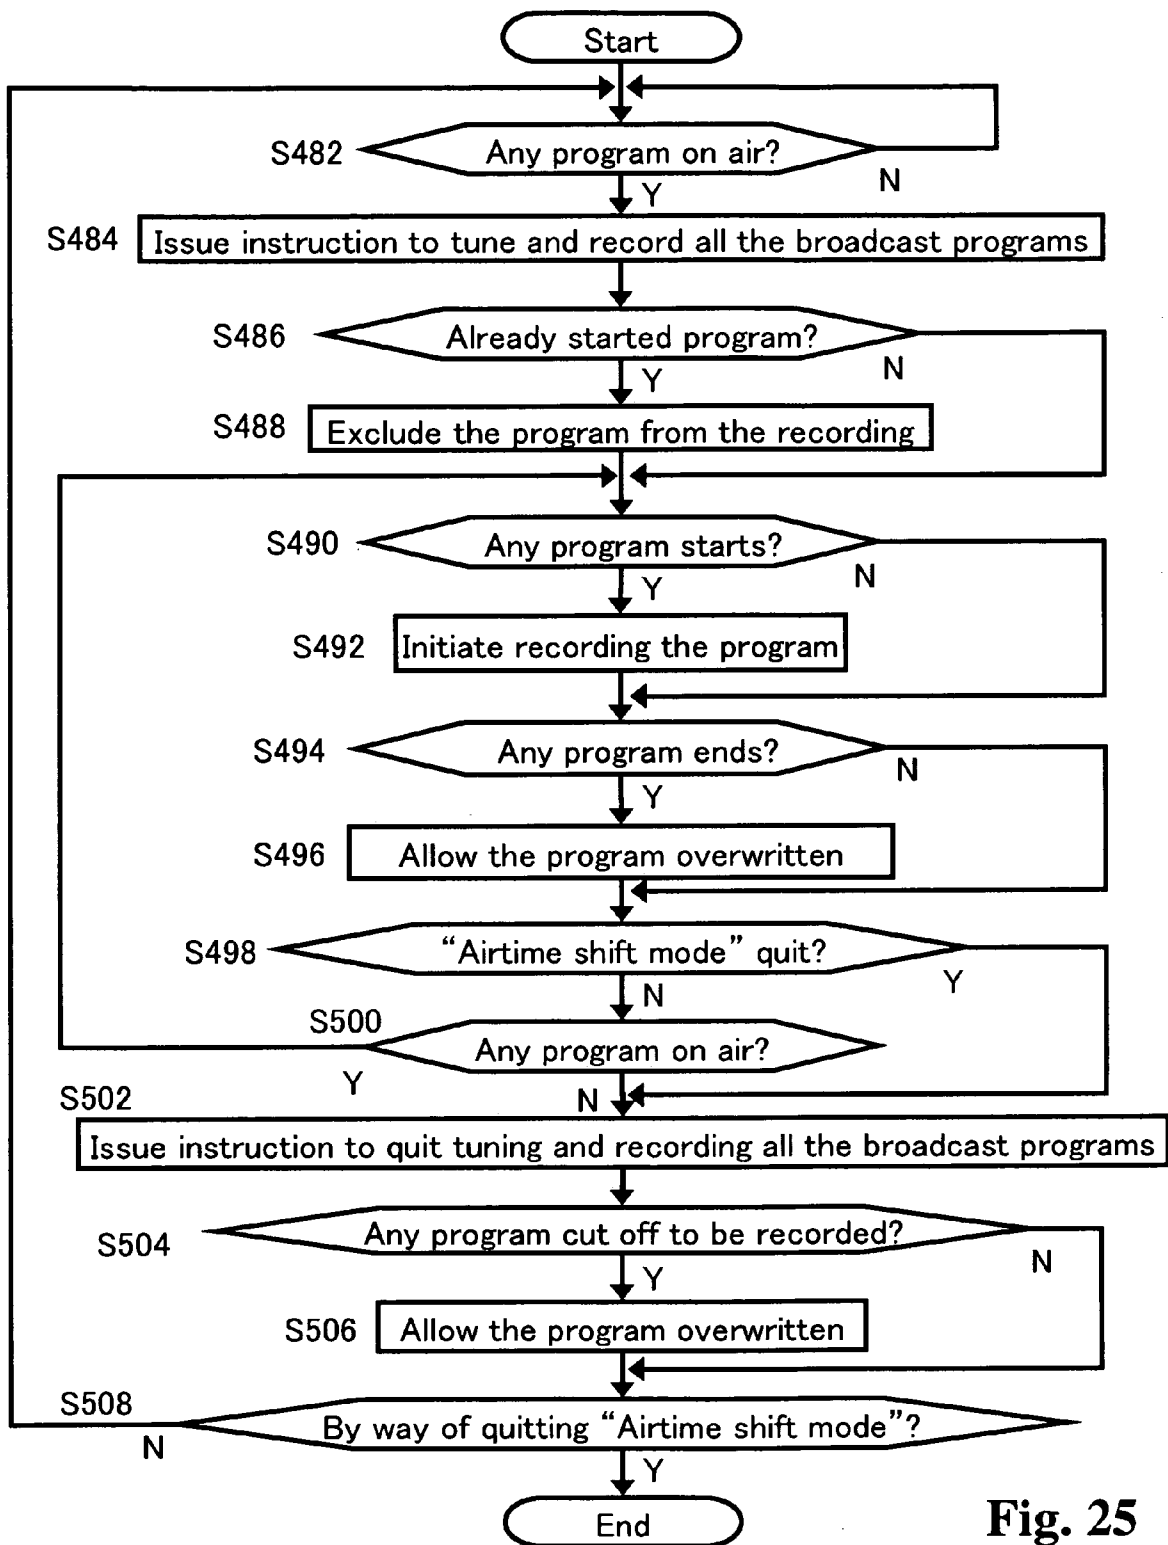 Start
S482
Any program on air?
N
Y
S484
Issue instruction to tune and record all the broadcast programs
S486
Already started program?
N
Y
S488
Exclude the program from the recording
S490
Any program starts?
N
Y
S492
Initiate recording the program
S494
Any program ends?
N
Y
S496
Allow the program overwritten
S498
“Airtime shift mode” quit?
Y
N
S500
Any program on air?
Y
N
S502
Issue instruction to quit tuning and recording all the broadcast programs
S504
Any program cut off to be recorded?
N
Y
S506
Allow the program overwritten
S508
By way of quitting “Airtime shift mode”?
N
Y
End
Fig. 25